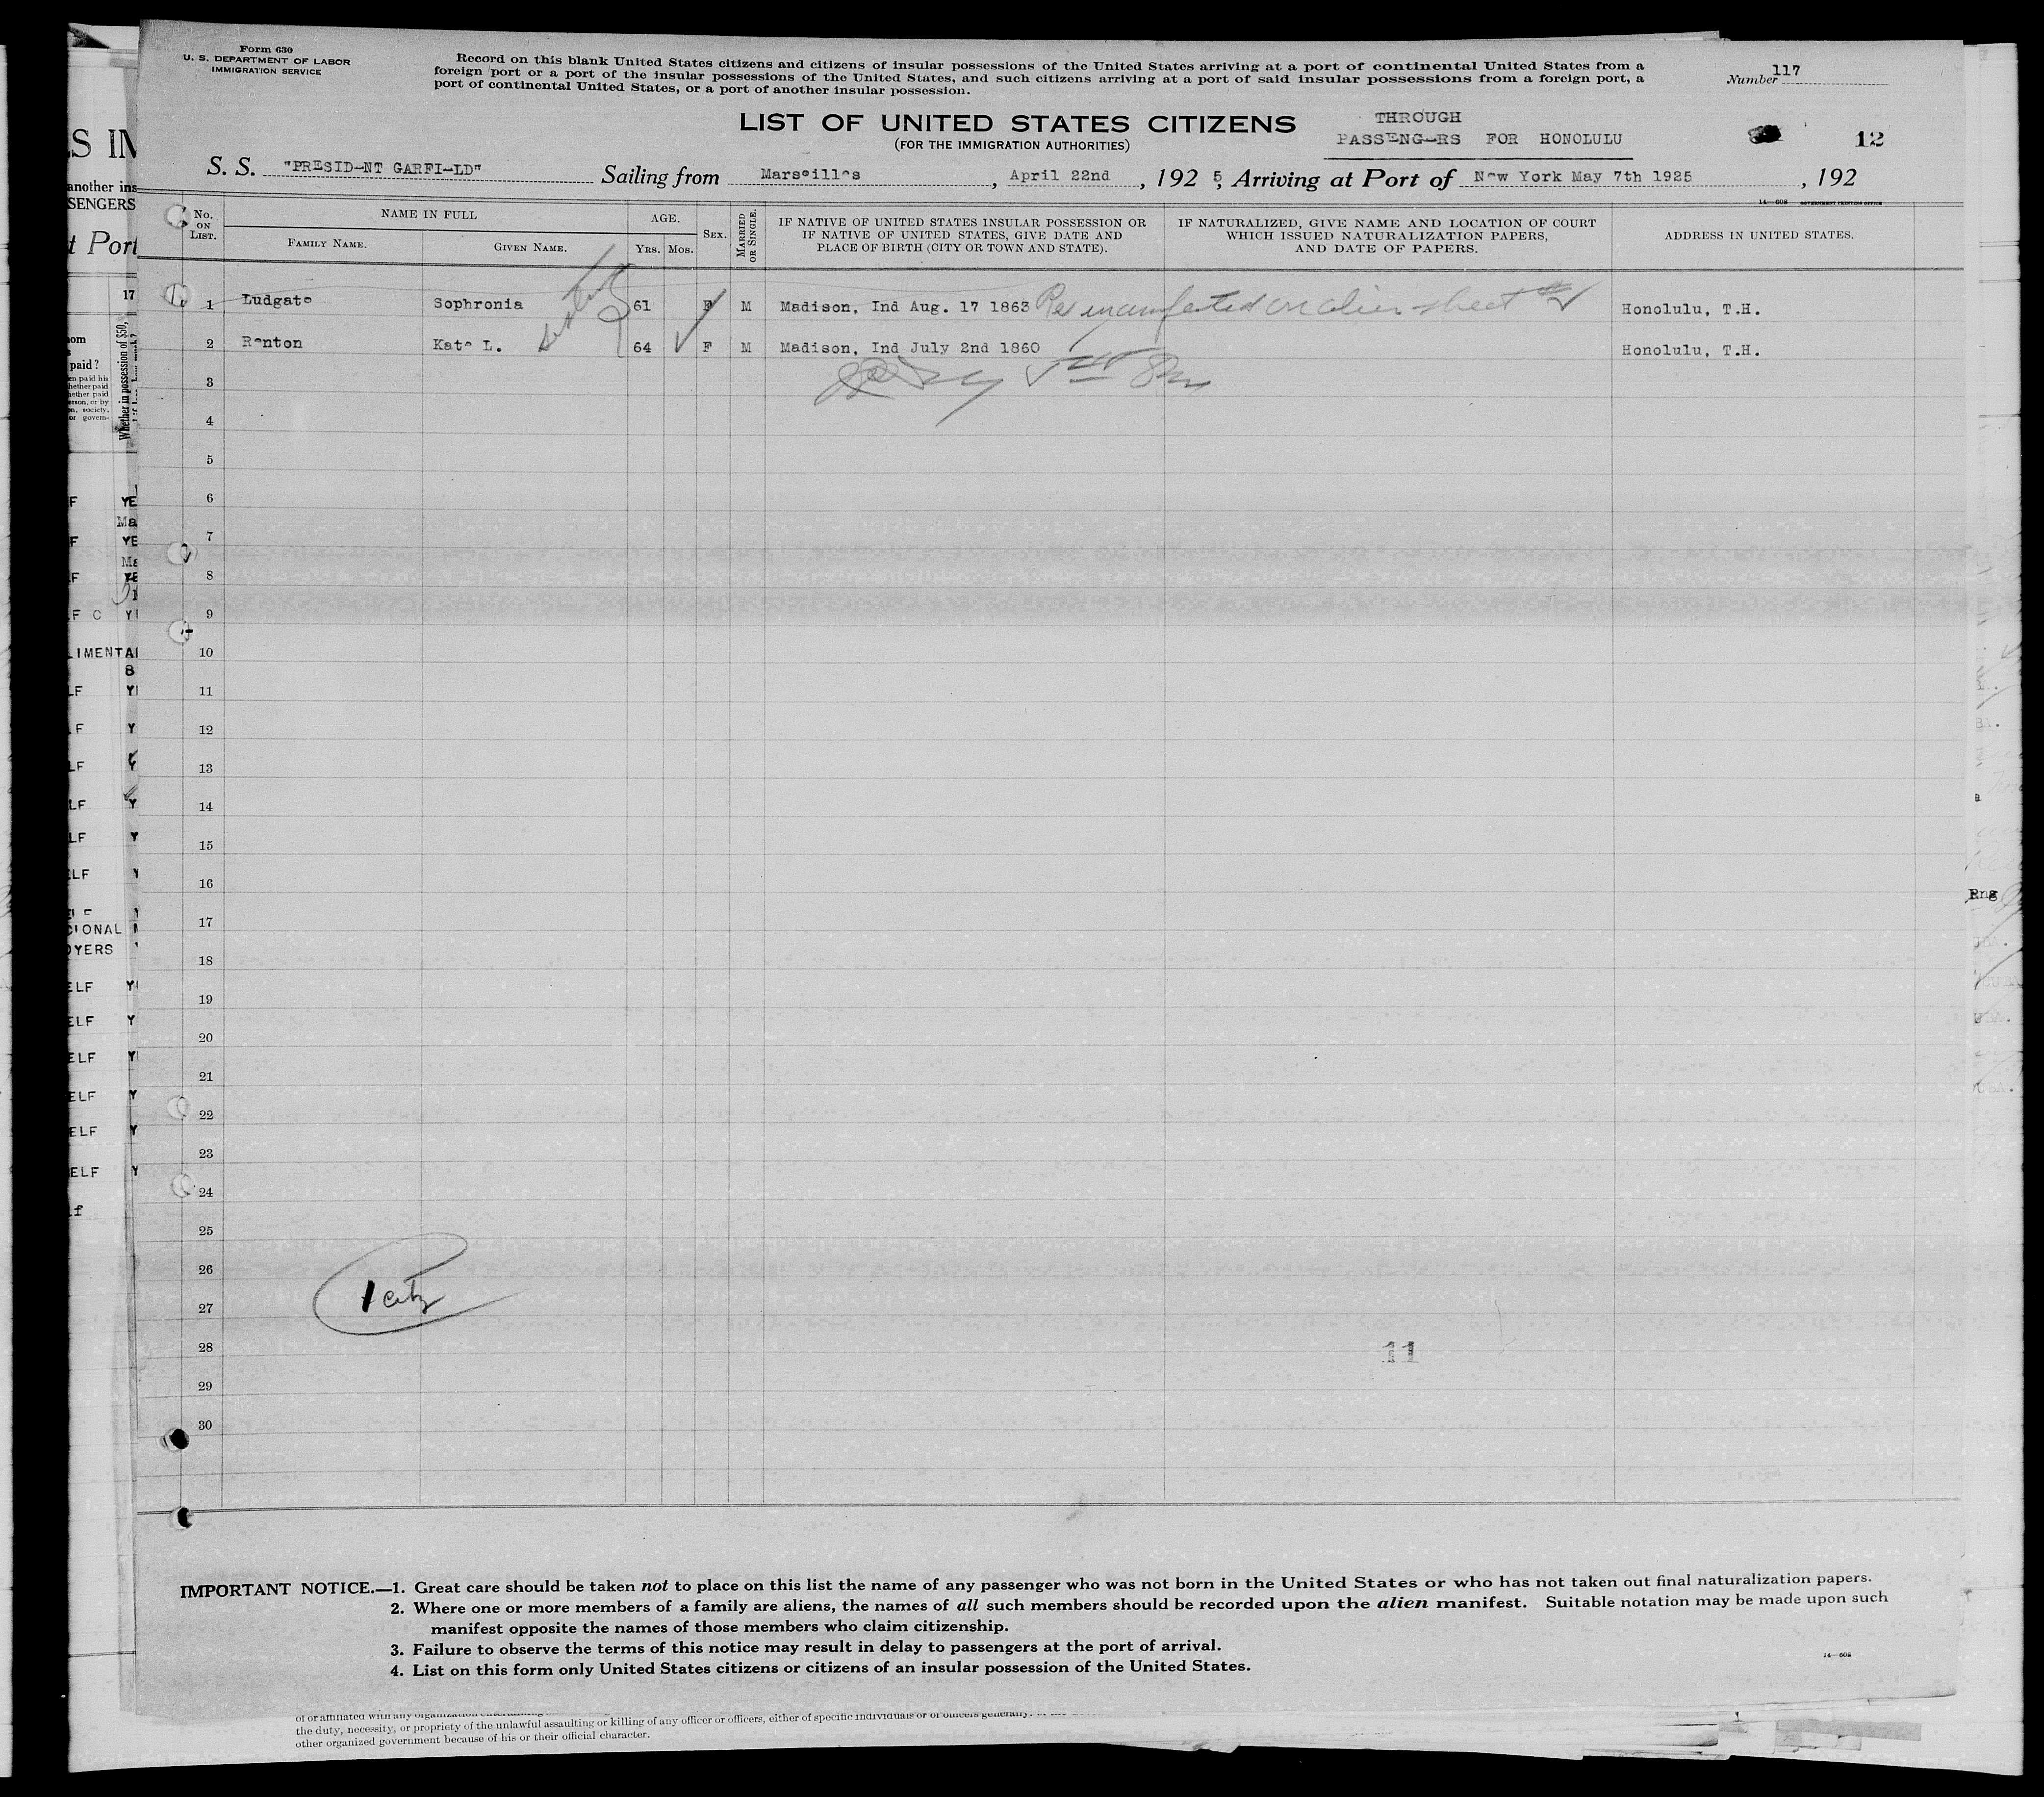 Form 630
U. S. DEPARTMENT OF LABOR
IMMIGRATION SERVICE
Record on this blank United States citizens and citizens of insular possessions of the United States arriving at a port of continental United States from a
foreign port or a port of the insular possessions of the United States, and such citizens arriving at a port of said insular possessions from a foreign port, a
port of continental United States, or a port of another insular possession.
Number 117
LIST OF UNITED STATES CITIZENS
(FOR THE IMMIGRATION AUTHORITIES)
THROUGH
PASSENGERS FOR HONOLULU
12
S. S. "PRESIDENT GARFIELD" Sailing from Marseilles, April 22nd, 1925, Arriving at Port of New York May 7th 1925, 192
14—608 GOVERNMENT PRINTING OFFICE
No. ON LIST.
NAME IN FULL
FAMILY NAME.
GIVEN NAME.
AGE.
YRS. MOS.
SEX.
MARRIED OR SINGLE.
IF NATIVE OF UNITED STATES INSULAR POSSESSION OR
IF NATIVE OF UNITED STATES, GIVE DATE AND
PLACE OF BIRTH (CITY OR TOWN AND STATE).
IF NATURALIZED, GIVE NAME AND LOCATION OF COURT
WHICH ISSUED NATURALIZATION PAPERS,
AND DATE OF PAPERS.
ADDRESS IN UNITED STATES.
1 Ludgate Sophronia 61 F M Madison, Ind Aug. 17 1863 Remanifested on alien sheet Honolulu, T.H.
2 Renton Kate L. 64 F M Madison, Ind July 2nd 1860 Honolulu, T.H.
3
4
5
6
7
8
9
10
11
12
13
14
15
16
17
18
19
20
21
22
23
24
25
26
1 City
27
28
11
29
30
IMPORTANT NOTICE.—1. Great care should be taken not to place on this list the name of any passenger who was not born in the United States or who has not taken out final naturalization papers.
2. Where one or more members of a family are aliens, the names of all such members should be recorded upon the alien manifest. Suitable notation may be made upon such
manifest opposite the names of those members who claim citizenship.
3. Failure to observe the terms of this notice may result in delay to passengers at the port of arrival.
4. List on this form only United States citizens or citizens of an insular possession of the United States.
14—608
the duty, necessity, or propriety of the unlawful assaulting or killing of any officer or officers, either of specific individuals or of officers generally,
other organized government because of his or their official character.